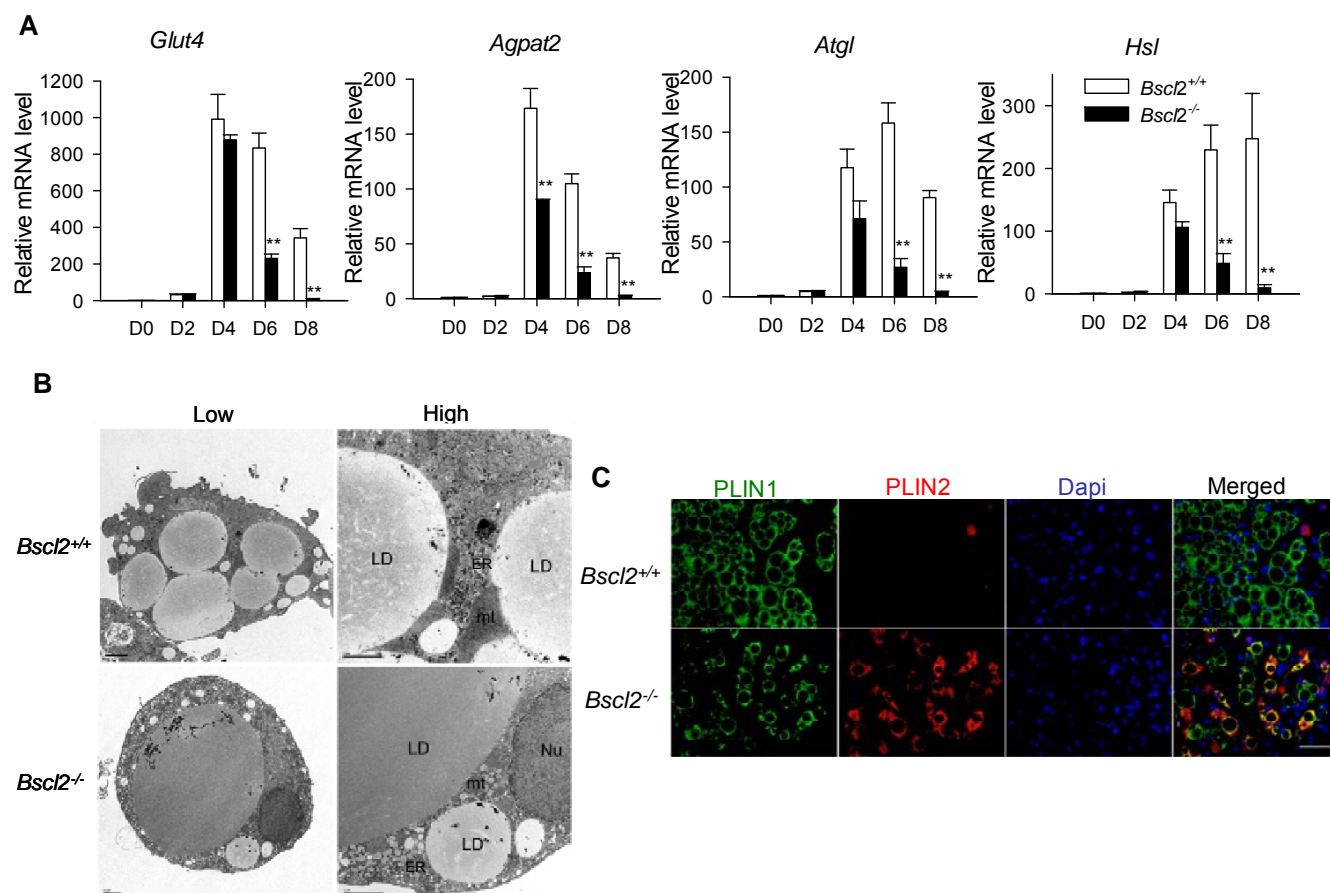 A
Glut4
Relative mRNA level
1200
1000
800
600
400
200
0
**
**
D0 D2 D4 D6 D8
Agpat2
Relative mRNA level
200
150
100
50
0
**
**
**
D0 D2 D4 D6 D8
Atgl
Relative mRNA level
200
150
100
50
0
**
**
D0 D2 D4 D6 D8
Hsl
Relative mRNA level
300
200
100
0
Bscl2+/+
Bscl2-/-
**
**
D0 D2 D4 D6 D8
B
Low High
Bscl2+/+
LD ER LD
mt
Bscl2-/-
LD Nu
mt
LD
ER
C
PLIN1 PLIN2 Dapi Merged
Bscl2+/+
Bscl2-/-